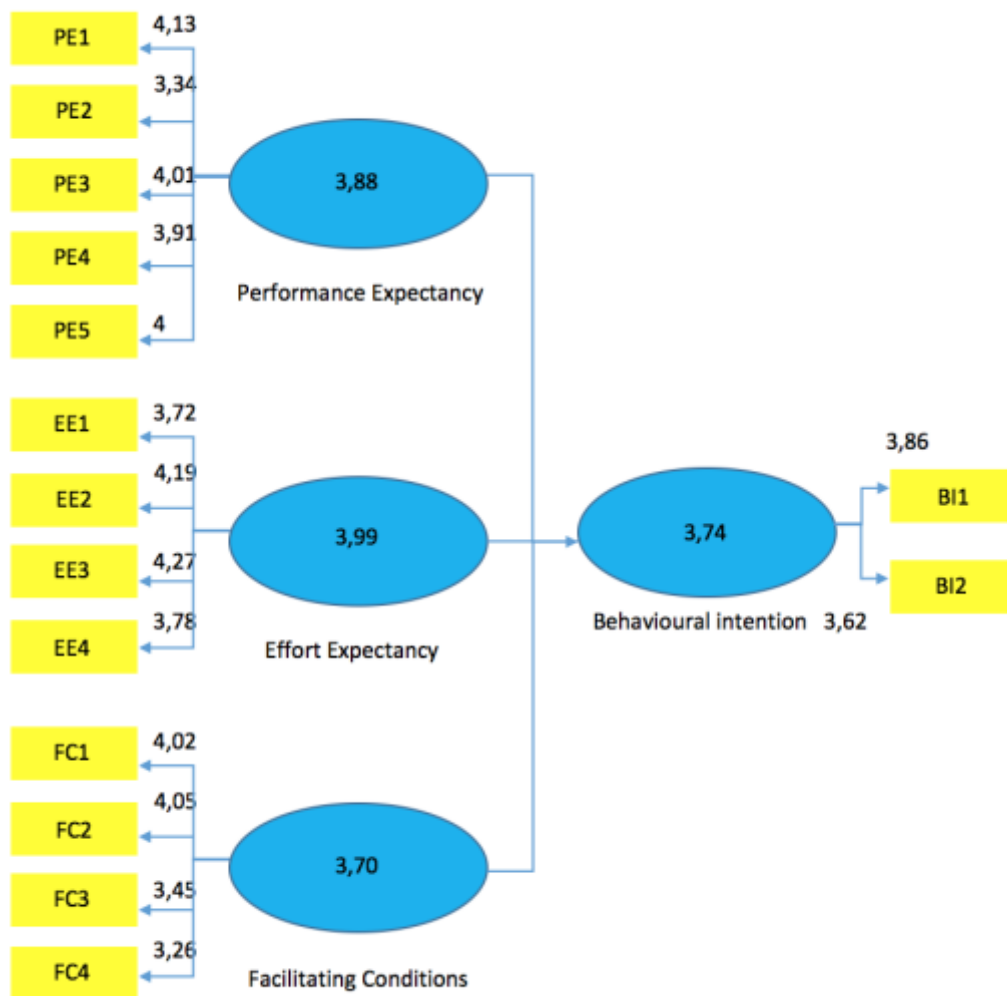 PE1
4,13
PE2
3,34
PE3
4,01
PE4
3,91
PE5
4
3,88
Performance Expectancy
EE1
3,72
EE2
4,19
EE3
4,27
EE4
3,78
3,99
Effort Expectancy
FC1
4,02
FC2
4,05
FC3
3,45
FC4
3,26
3,70
Facilitating Conditions
3,74
Behavioural intention
3,86
BI1
BI2
3,62